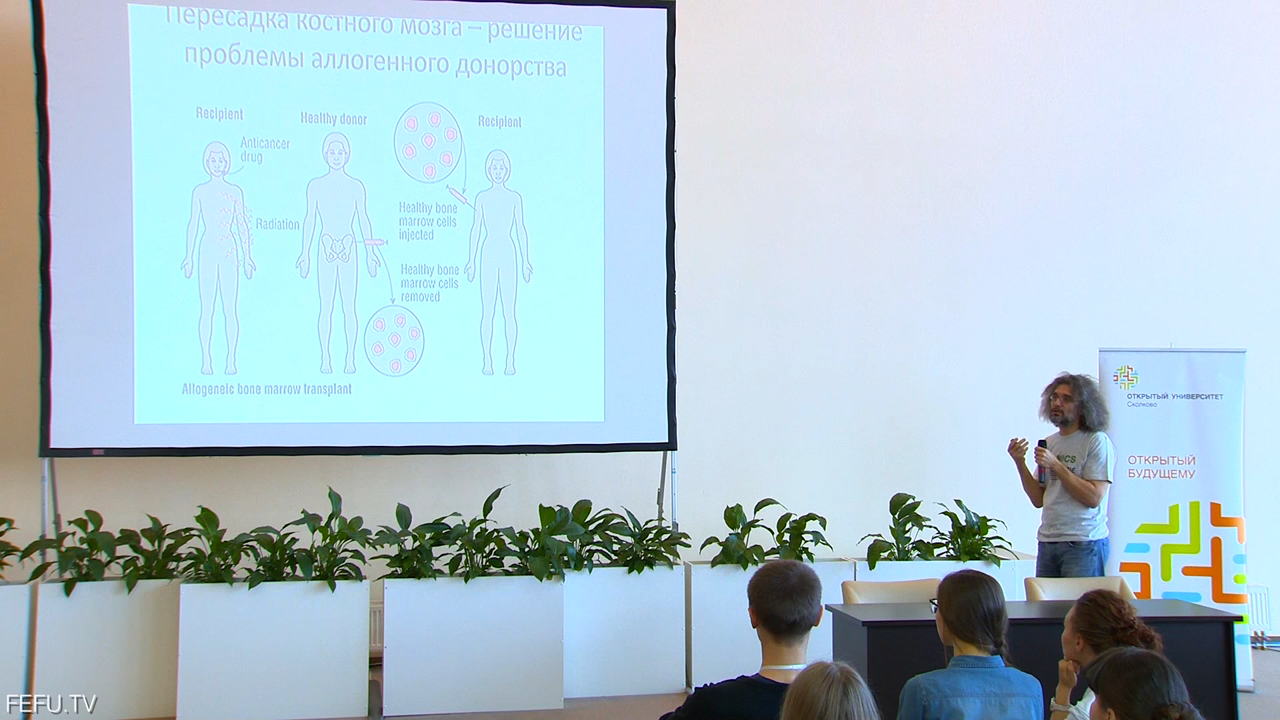 Пересадка костного мозга – решение
проблемы аллогенного донорства
Recipient
Healthy donor
Recipient
Anticancer
drug
Radiation
Healthy bone
marrow cells
injected
Healthy bone
marrow cells
removed
Allogeneic bone marrow transplant
ОТКРЫТЫЙ УНИВЕРСИТЕТ
Сколково
ОТКРЫТЫЙ
БУДУЩЕМУ
FEFU.TV